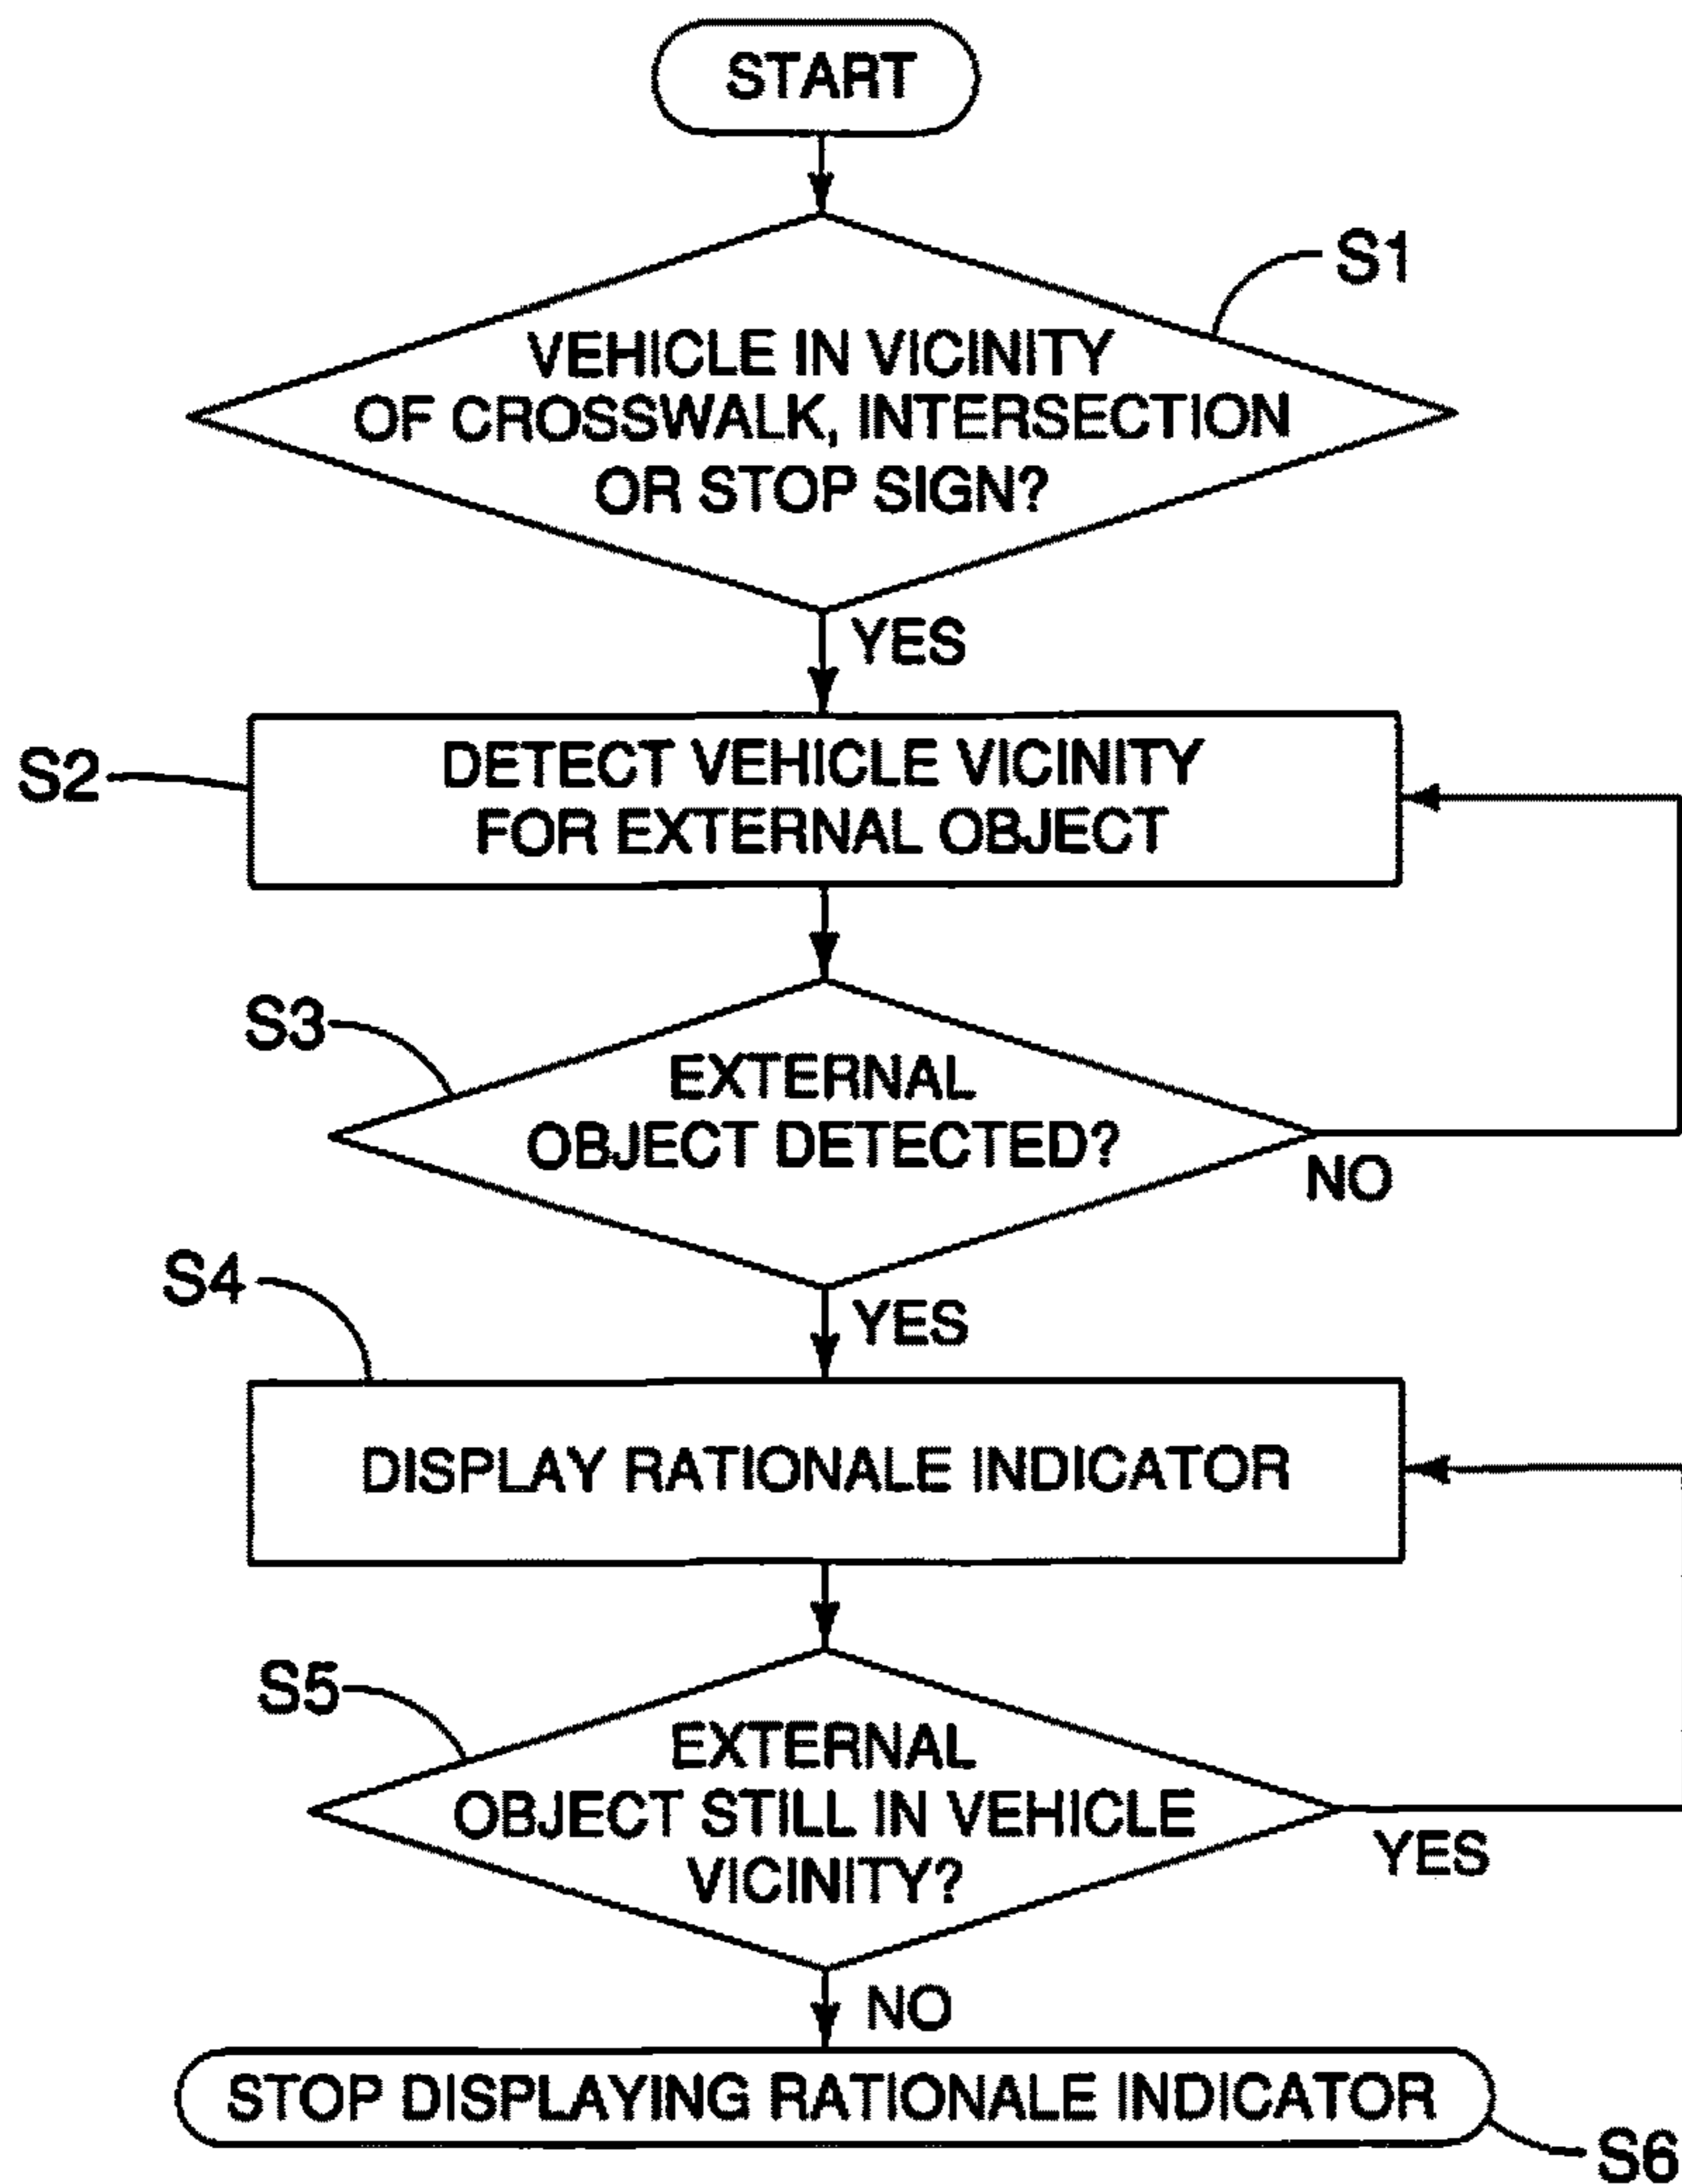 START
S1
VEHICLE IN VICINITY
OF CROSSWALK, INTERSECTION
OR STOP SIGN?
YES
S2
DETECT VEHICLE VICINITY
FOR EXTERNAL OBJECT
S3
EXTERNAL
OBJECT DETECTED?
NO
S4
YES
DISPLAY RATIONALE INDICATOR
S5
EXTERNAL
OBJECT STILL IN VEHICLE
VICINITY?
YES
NO
STOP DISPLAYING RATIONALE INDICATOR
S6